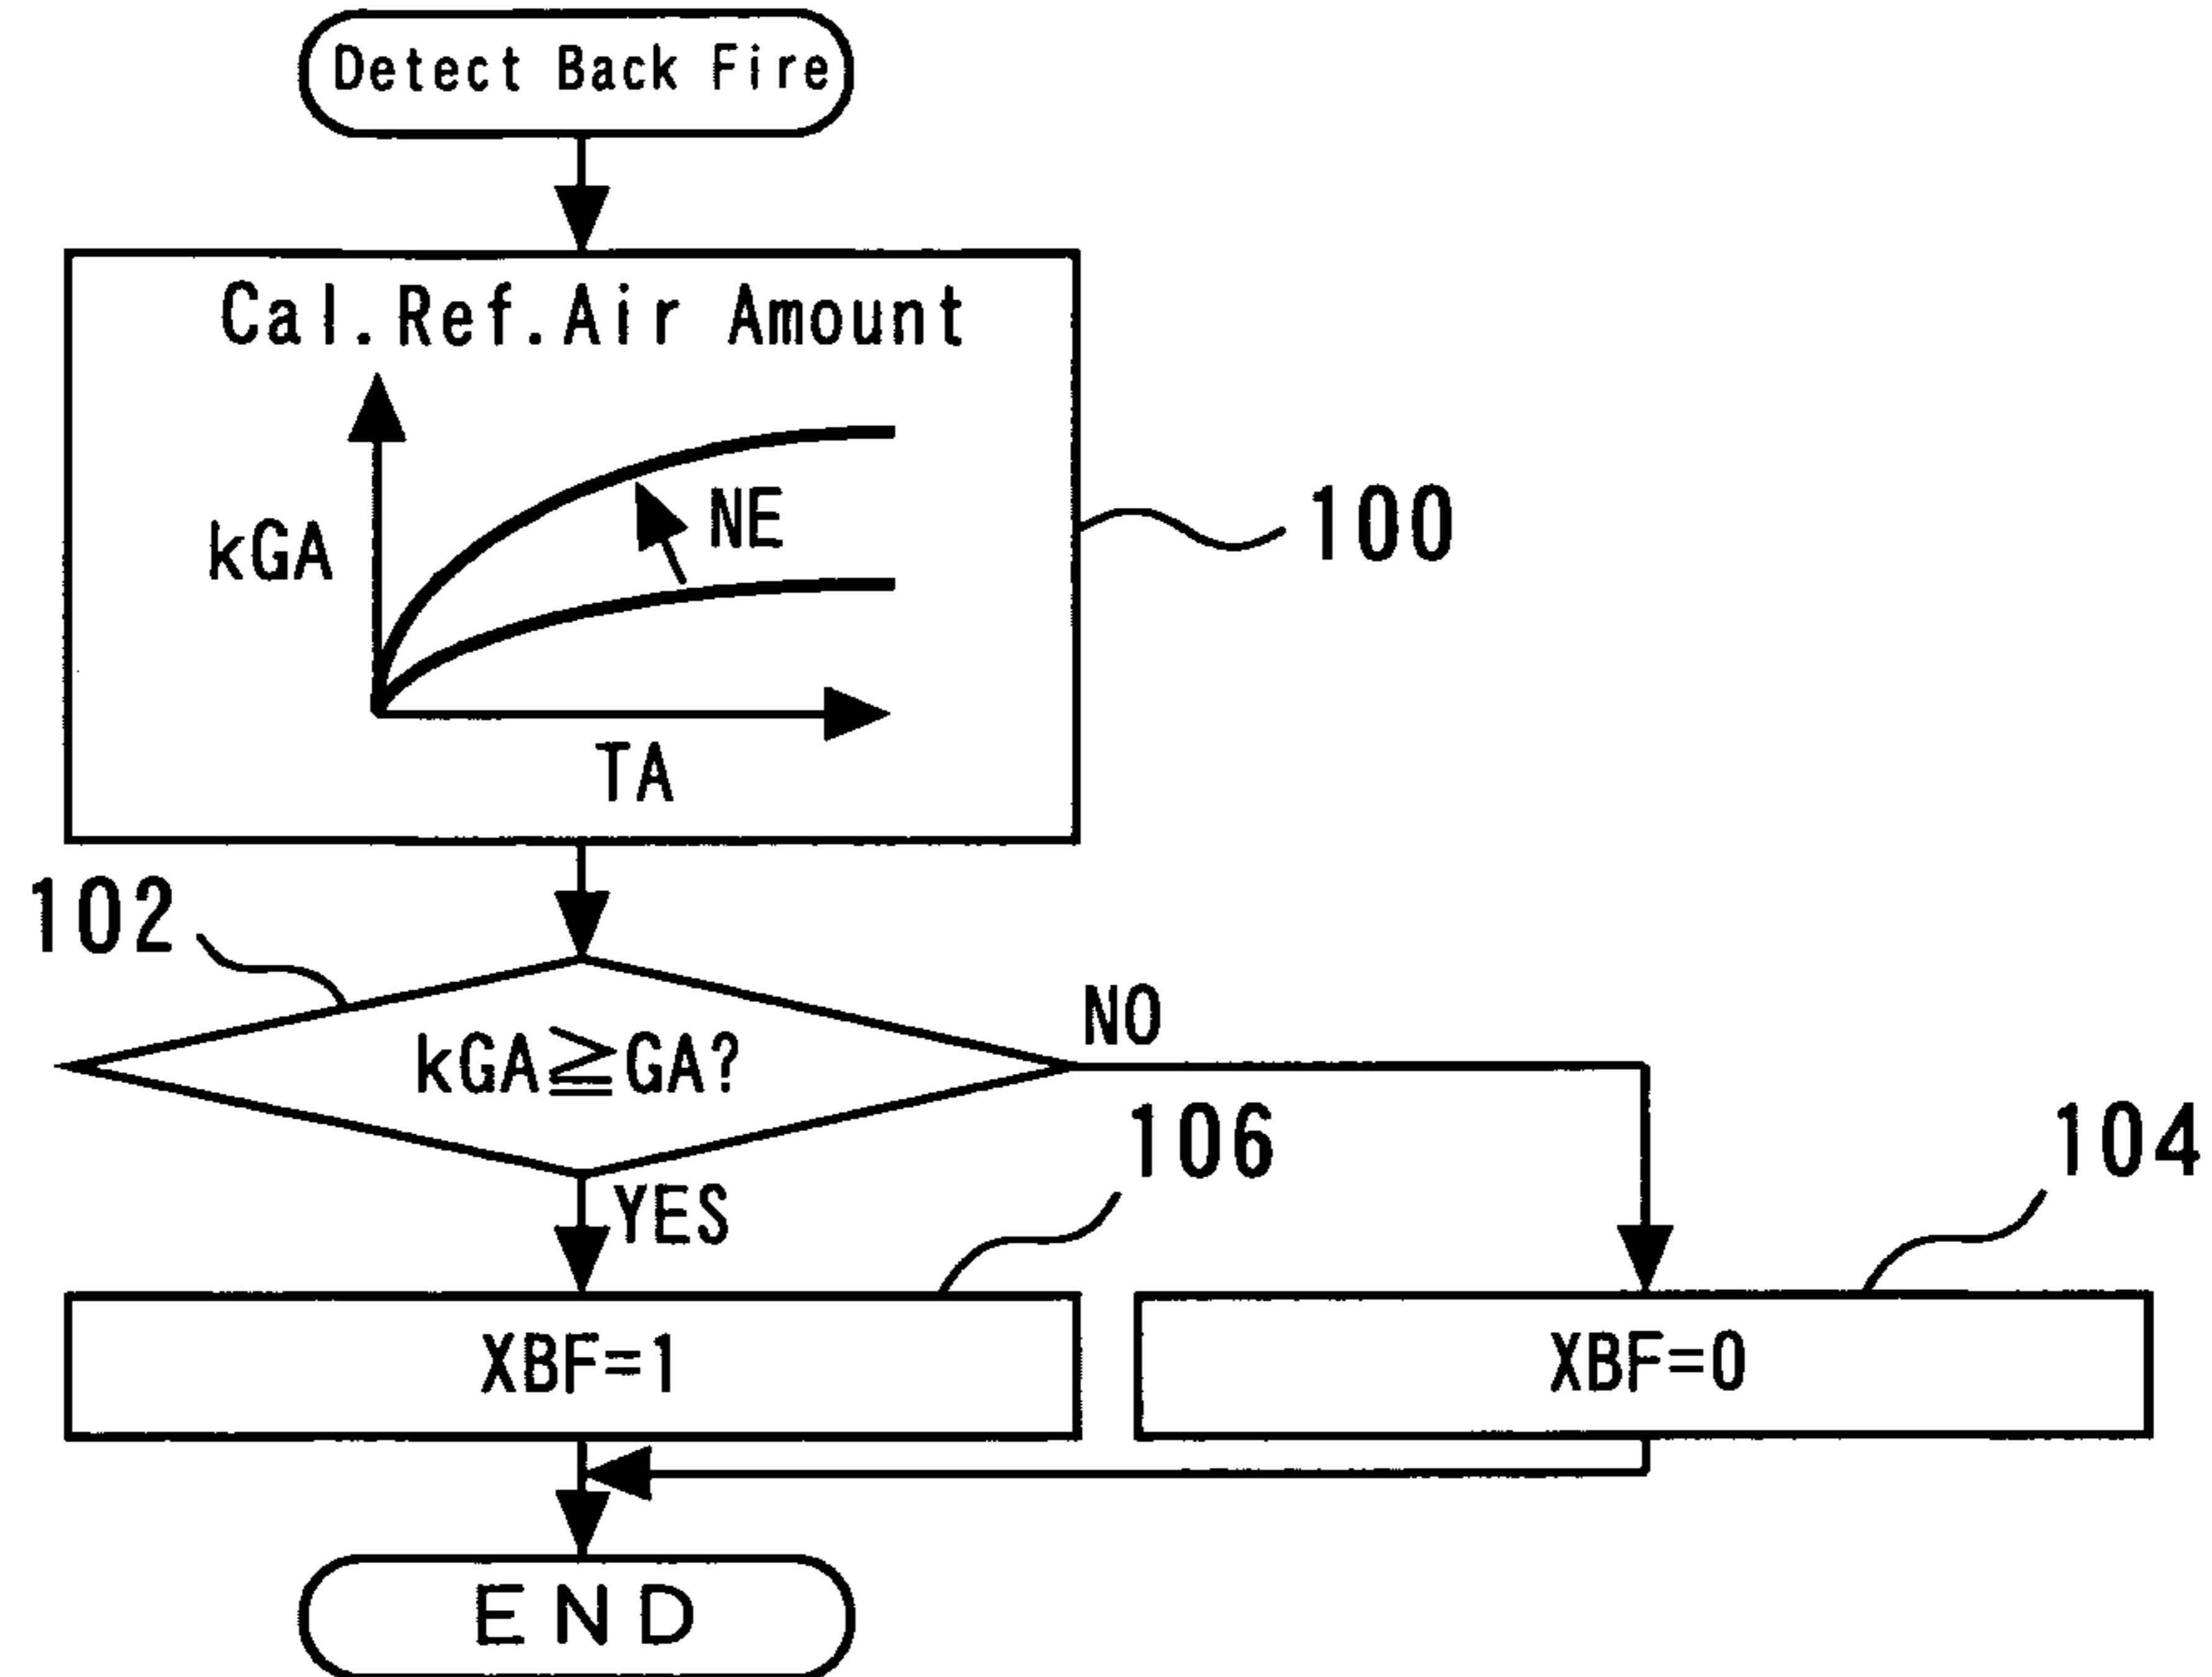 Detect Back Fire
Cal.Ref.Air Amount
kGA
NE
TA
100
102
kGA≧GA?
NO
YES
106
104
XBF=1
XBF=0
END